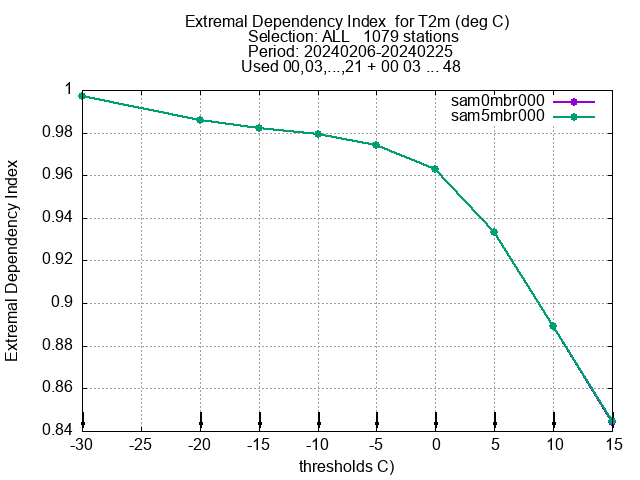 Extremal Dependency Index  for T2m (deg C)
Selection: ALL   1079 stations
Period: 20240206-20240225
Used 00,03,...,21 + 00 03 ... 48
sam0mbr000
sam5mbr000
Extremal Dependency Index
1
0.98
0.96
0.94
0.92
0.9
0.88
0.86
0.84
-30 -25 -20 -15 -10 -5 0 5 10 15
thresholds C)